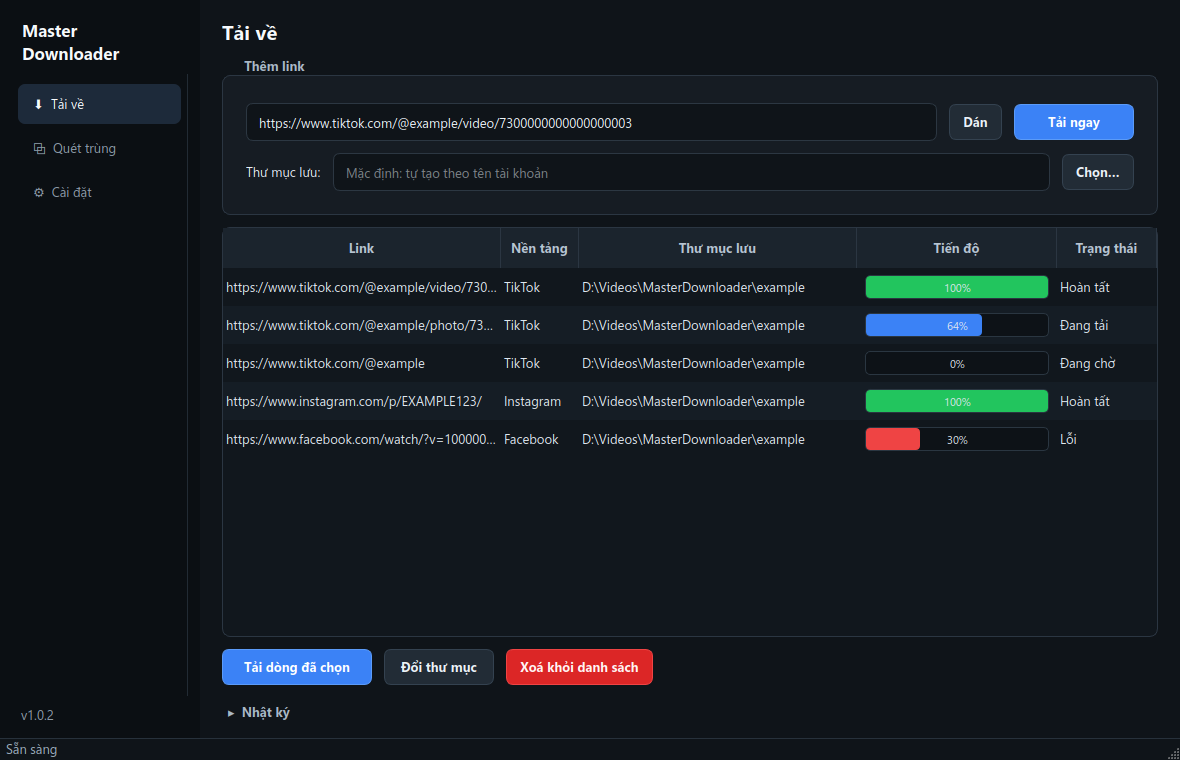 Master
Downloader
Tải về
Quét trùng
Cài đặt
v1.0.2
Sẵn sàng
Tải về
Thêm link
https://www.tiktok.com/@example/video/7300000000000000003
Dán
Tải ngay
Thư mục lưu:
Mặc định: tự tạo theo tên tài khoản
Chọn...
Link Nền tảng Thư mục lưu Tiến độ Trạng thái
https://www.tiktok.com/@example/video/730... TikTok D:\Videos\MasterDownloader\example 100% Hoàn tất
https://www.tiktok.com/@example/photo/73... TikTok D:\Videos\MasterDownloader\example 64% Đang tải
https://www.tiktok.com/@example TikTok D:\Videos\MasterDownloader\example 0% Đang chờ
https://www.instagram.com/p/EXAMPLE123/ Instagram D:\Videos\MasterDownloader\example 100% Hoàn tất
https://www.facebook.com/watch/?v=100000... Facebook D:\Videos\MasterDownloader\example 30% Lỗi
Tải dòng đã chọn
Đổi thư mục
Xoá khỏi danh sách
Nhật ký